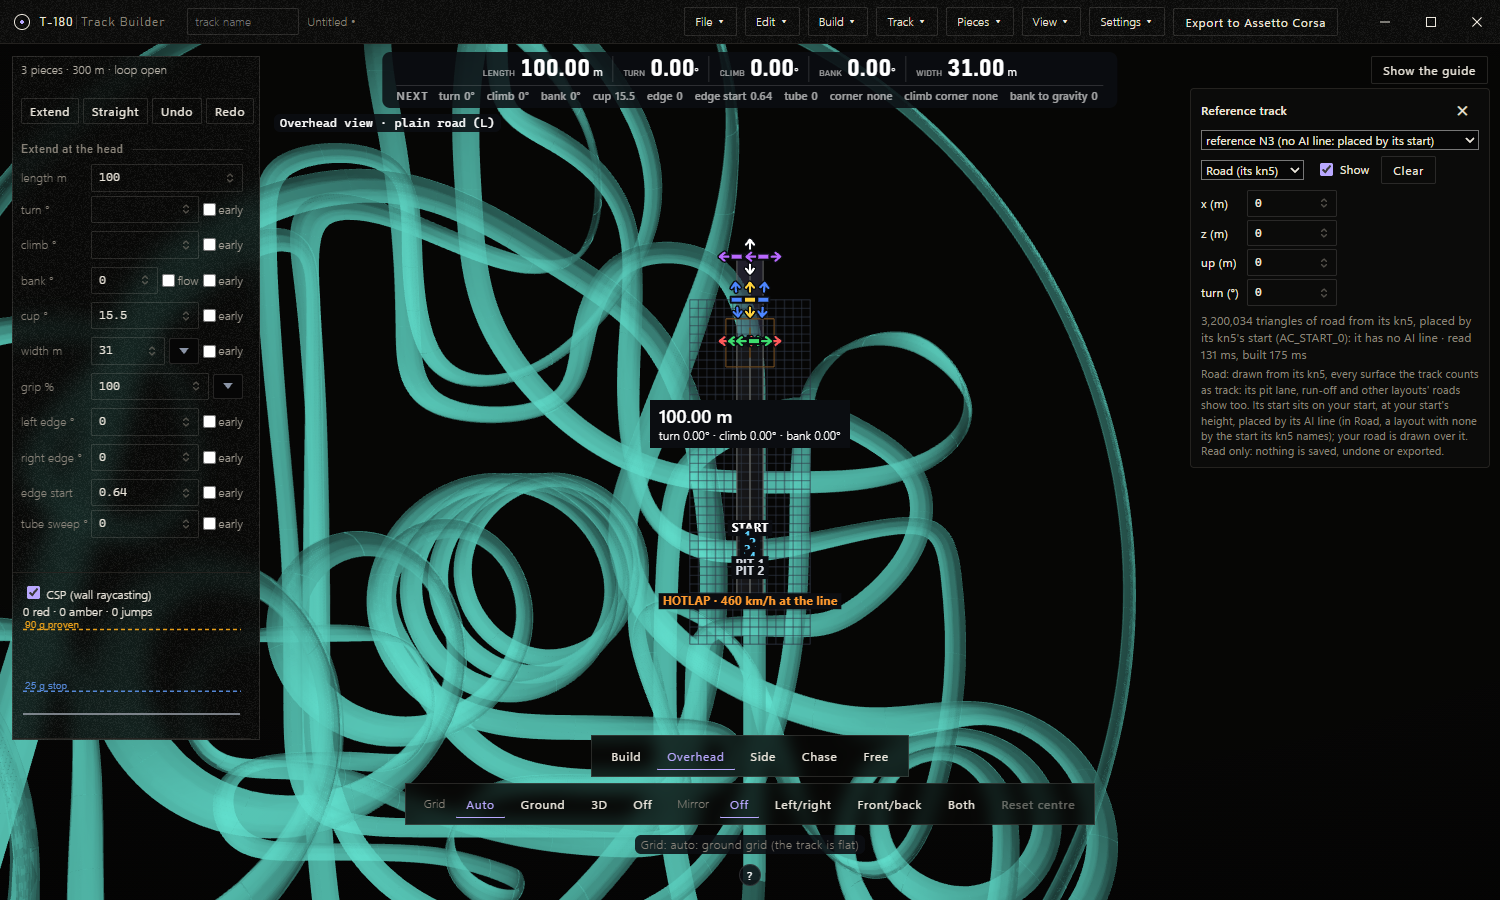 T-180 Track Builder track name Untitled • File Edit Build Track Pieces View Settings Export to Assetto Corsa
3 pieces · 300 m · loop open
Extend Straight Undo Redo
Extend at the head
length m 100
turn ° early
climb ° early
bank ° 0 flow early
cup ° 15.5 early
width m 31 early
grip % 100
left edge ° 0 early
right edge ° 0 early
edge start 0.64 early
tube sweep ° 0 early
CSP (wall raycasting)
0 red · 0 amber · 0 jumps
90 g proven
25 g stop
LENGTH 100.00 m TURN 0.00° CLIMB 0.00° BANK 0.00° WIDTH 31.00 m
NEXT turn 0° climb 0° bank 0° cup 15.5 edge 0 edge start 0.64 tube 0 corner none climb corner none bank to gravity 0
Overhead view · plain road (L)
100.00 m
turn 0.00° · climb 0.00° · bank 0.00°
START
PIT 1
PIT 2
HOTLAP · 460 km/h at the line
Build Overhead Side Chase Free
Grid Auto Ground 3D Off Mirror Off Left/right Front/back Both Reset centre
Grid: auto: ground grid (the track is flat)
?
Show the guide
Reference track
reference N3 (no AI line: placed by its start)
Road (its kn5) Show Clear
x (m) 0
z (m) 0
up (m) 0
turn (°) 0
3,200,034 triangles of road from its kn5, placed by
its kn5's start (AC_START_0): it has no AI line · read
131 ms, built 175 ms
Road: drawn from its kn5, every surface the track counts
as track: its pit lane, run-off and other layouts' roads
show too. Its start sits on your start, at your start's
height, placed by its AI line (in Road, a layout with none
by the start its kn5 names); your road is drawn over it.
Read only: nothing is saved, undone or exported.